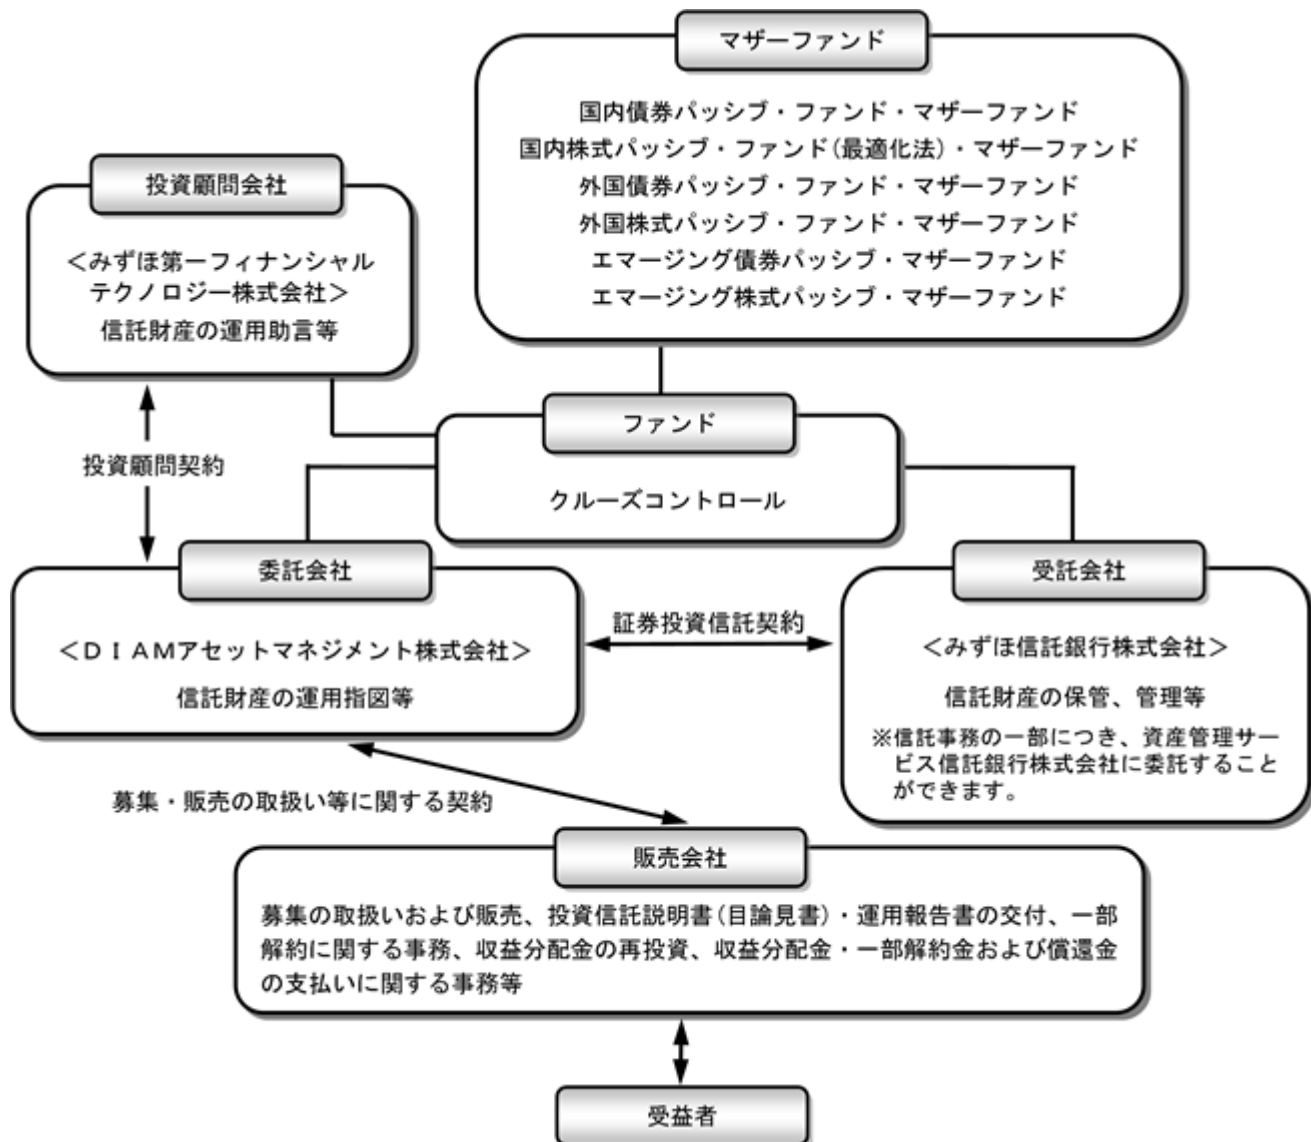 マザーファンド
国内債券パッシブ・ファンド・マザーファンド
国内株式パッシブ・ファンド(最適化法)・マザーファンド
外国債券パッシブ・ファンド・マザーファンド
外国株式パッシブ・ファンド・マザーファンド
エマージング債券パッシブ・マザーファンド
エマージング株式パッシブ・マザーファンド
投資顧問会社
＜みずほ第一フィナンシャル
テクノロジー株式会社＞
信託財産の運用助言等
ファンド
クルーズコントロール
投資顧問契約
委託会社
＜ＤＩＡＭアセットマネジメント株式会社＞
信託財産の運用指図等
証券投資信託契約
受託会社
＜みずほ信託銀行株式会社＞
信託財産の保管、管理等
※信託事務の一部につき、資産管理サー
ビス信託銀行株式会社に委託すること
ができます。
募集・販売の取扱い等に関する契約
販売会社
募集の取扱いおよび販売、投資信託説明書(目論見書)・運用報告書の交付、一部
解約に関する事務、収益分配金の再投資、収益分配金・一部解約金および償還金
の支払いに関する事務等
受益者